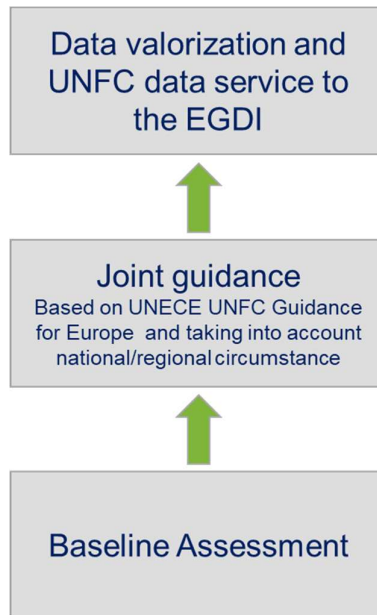 Data valorization and
UNFC data service to
the EGDI
Joint guidance
Based on UNECE UNFC Guidance
for Europe and taking into account
national/regional circumstance
Baseline Assessment